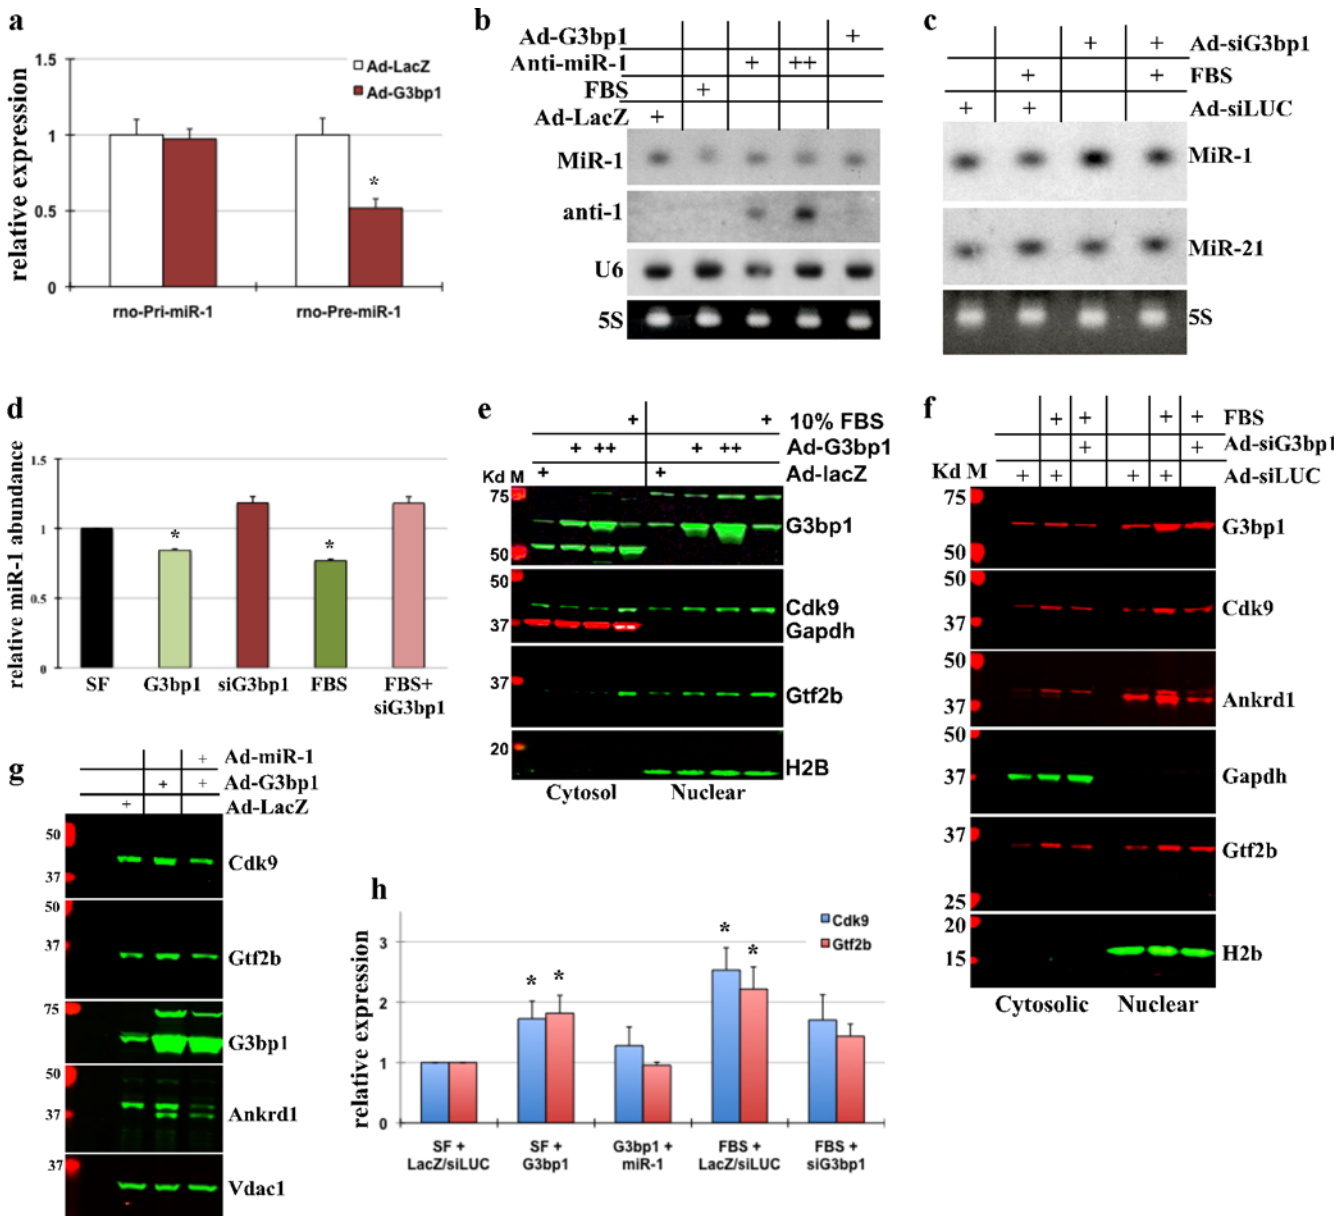 a
1.5
1
0.5
0
relative expression
Ad-LacZ
Ad-G3bp1
*
rno-Pri-miR-1
rno-Pre-miR-1
b
Ad-G3bp1 +
Anti-miR-1 + ++
FBS +
Ad-LacZ +
MiR-1
anti-1
U6
5S
c
+ + Ad-siG3bp1
+ + FBS
+ + Ad-siLUC
MiR-1
MiR-21
5S
d
relative miR-1 abundance
1.5
1
0.5
0
* *
SF G3bp1 siG3bp1 FBS FBS+
siG3bp1
e
+ + 10% FBS
+ ++ + ++ Ad-G3bp1
Kd M + + Ad-lacZ
75
G3bp1
50
50
Cdk9
37
Gapdh
37
Gtf2b
20
H2B
Cytosol Nuclear
f
+ + + + FBS
+ + Ad-siG3bp1
Kd M + + + + Ad-siLUC
75
G3bp1
50
50
Cdk9
37
50
Ankrd1
37
50
Gapdh
37
37
Gtf2b
25
20
H2b
15
Cytosolic Nuclear
g
+ Ad-miR-1
+ + Ad-G3bp1
+ Ad-LacZ
50
Cdk9
37
50
37
Gtf2b
75
G3bp1
50
37
Ankrd1
37
Vdac1
h
relative expression
3
2
1
0
Cdk9
Gtf2b
* * * *
SF + SF + G3bp1 + FBS + FBS +
LacZ/siLUC G3bp1 miR-1 LacZ/siLUC siG3bp1